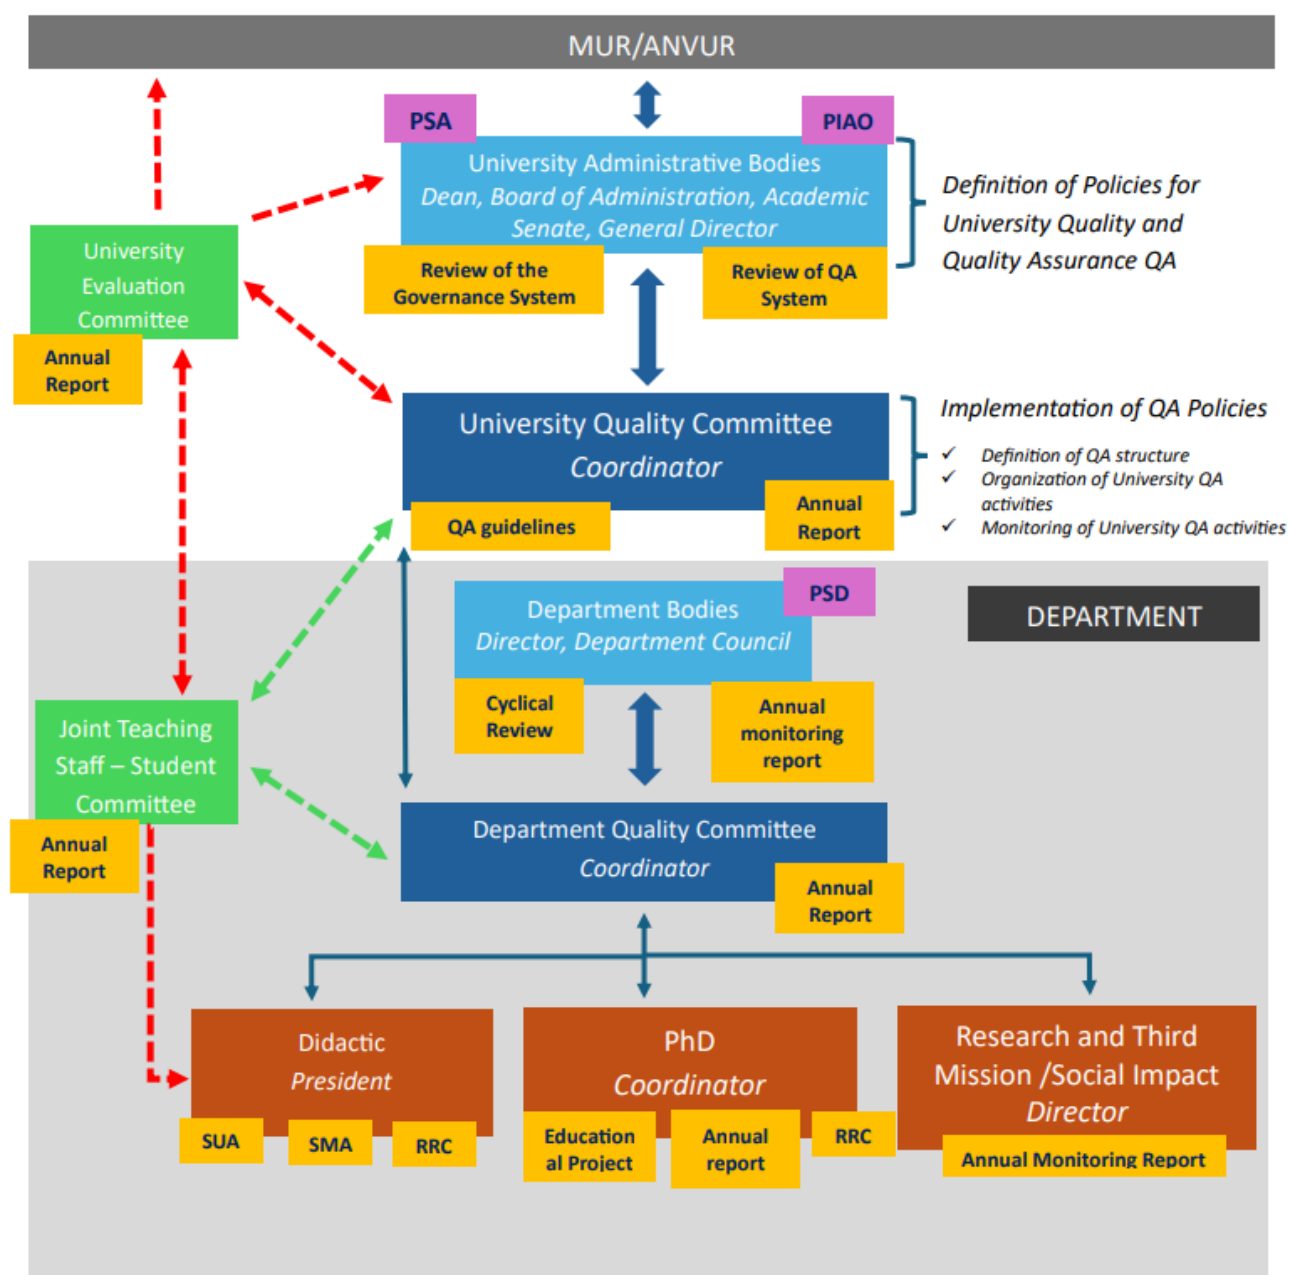 MUR/ANVUR
PSA
PIAO
University Administrative Bodies
Dean, Board of Administration, Academic
Senate, General Director
Review of the
Governance System
Review of QA
System
Definition of Policies for
University Quality and
Quality Assurance QA
University
Evaluation
Committee
Annual
Report
University Quality Committee
Coordinator
QA guidelines
Annual
Report
Implementation of QA Policies
✓ Definition of QA structure
✓ Organization of University QA
activities
✓ Monitoring of University QA activities
DEPARTMENT
PSD
Department Bodies
Director, Department Council
Cyclical
Review
Annual
monitoring
report
Joint Teaching
Staff – Student
Committee
Annual
Report
Department Quality Committee
Coordinator
Annual
Report
Didactic
President
SUA
SMA
RRC
PhD
Coordinator
Education
al Project
Annual
report
RRC
Research and Third
Mission /Social Impact
Director
Annual Monitoring Report